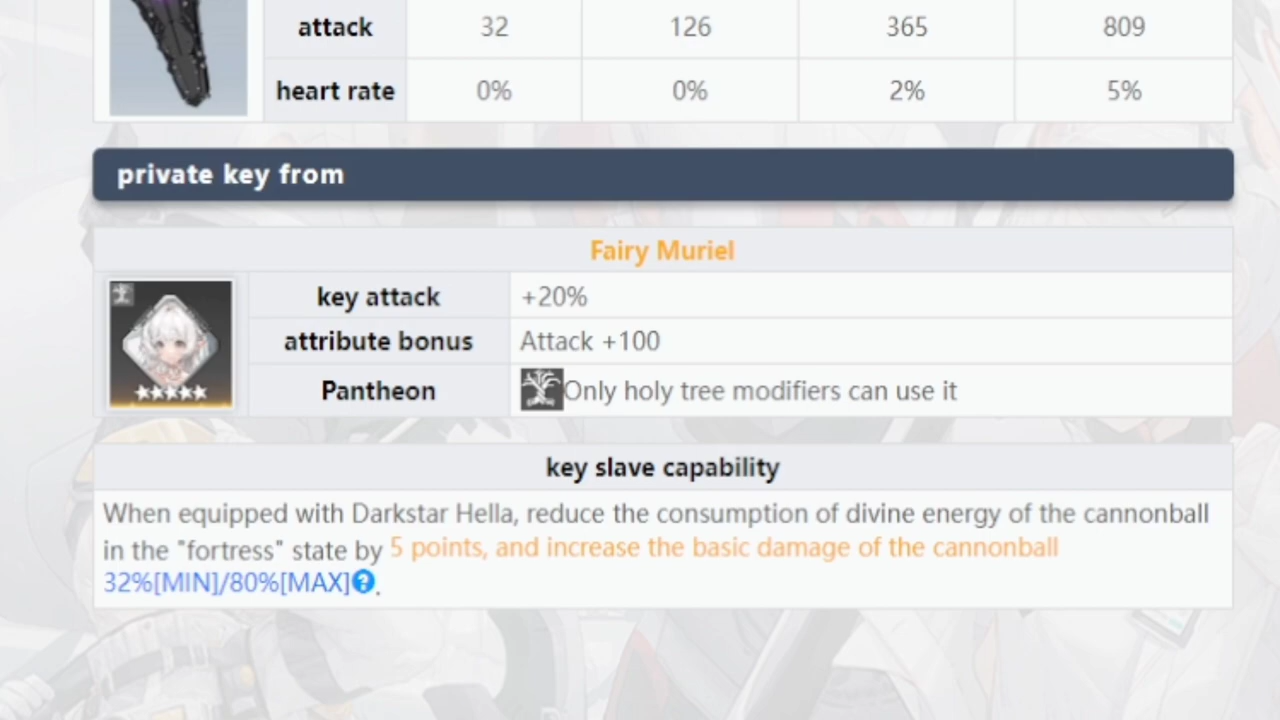 attack 32 126 365 809
heart rate 0% 0% 2% 5%
private key from
Fairy Muriel
key attack +20%
attribute bonus Attack +100
Pantheon Only holy tree modifiers can use it
key slave capability
When equipped with Darkstar Hella, reduce the consumption of divine energy of the cannonball
in the "fortress" state by 5 points, and increase the basic damage of the cannonball
32%[MIN]/80%[MAX]?.